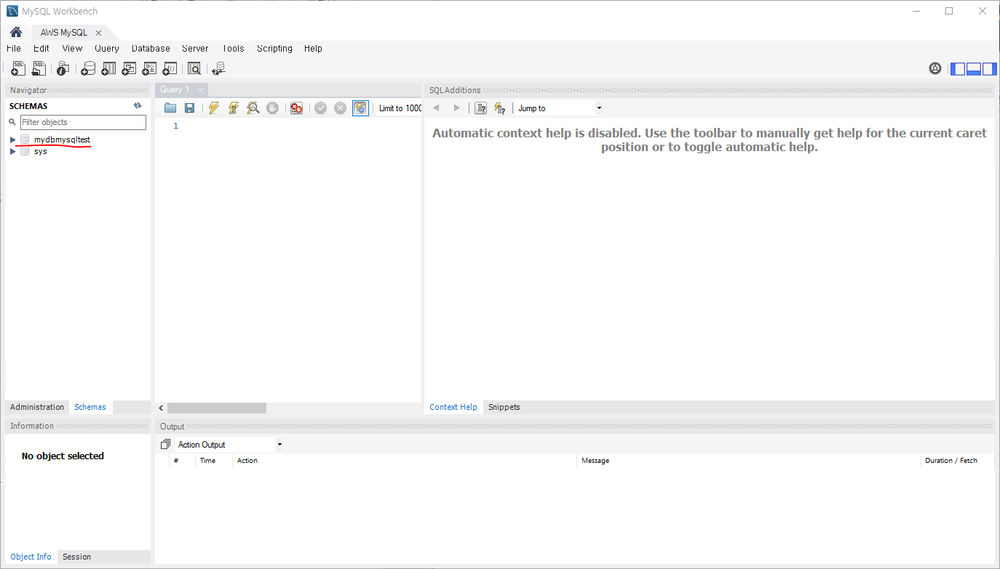 MySQL Workbench
AWS MySQL
File Edit View Query Database Server Tools Scripting Help
SQL SQL
Navigator
SCHEMAS
Filter objects
mydbmysqltest
sys
Administration Schemas
Query 1
Limit to 1000
1
SQLAdditions
Jump to
Automatic context help is disabled. Use the toolbar to manually get help for the current caret
position or to toggle automatic help.
Context Help Snippets
Information
No object selected
Object Info Session
Output
Action Output
# Time Action Message Duration / Fetch